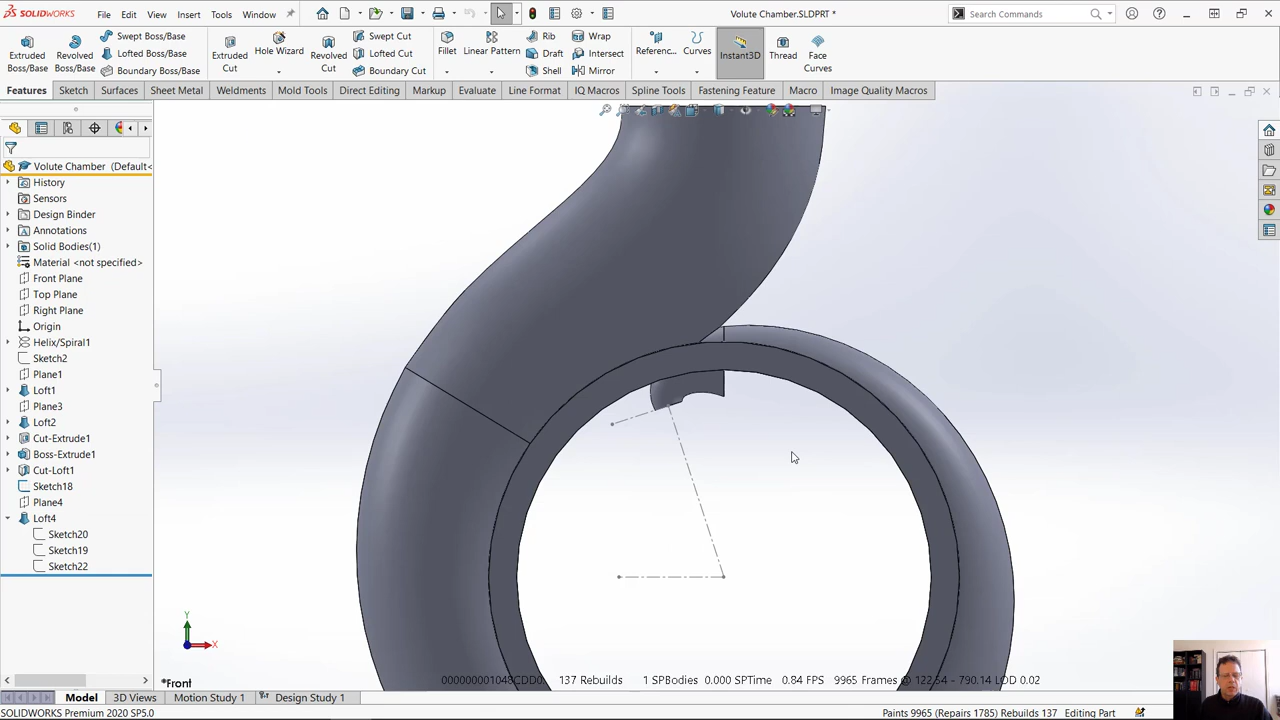 SOLIDWORKS File Edit View Insert Tools Window Volute Chamber.SLDPRT * Search Commands
Extruded Boss/Base
Revolved Boss/Base
Swept Boss/Base
Lofted Boss/Base
Boundary Boss/Base
Extruded Cut
Hole Wizard
Revolved Cut
Swept Cut
Lofted Cut
Boundary Cut
Fillet
Linear Pattern
Rib
Draft
Shell
Wrap
Intersect
Mirror
Referenc...
Curves
Instant3D
Thread
Face Curves
Features Sketch Surfaces Sheet Metal Weldments Mold Tools Direct Editing Markup Evaluate Line Format IQ Macros Spline Tools Fastening Feature Macro Image Quality Macros
Volute Chamber (Default<
History
Sensors
Design Binder
Annotations
Solid Bodies(1)
Material <not specified>
Front Plane
Top Plane
Right Plane
Origin
Helix/Spiral1
Sketch2
Plane1
Loft1
Plane3
Loft2
Cut-Extrude1
Boss-Extrude1
Cut-Loft1
Sketch18
Plane4
Loft4
Sketch20
Sketch19
Sketch22
Y
X
*Front
137 Rebuilds 1 SPBodies 0.000 SPTime 0.84 FPS 9965 Frames @ 122.54 - 790.14 LOD 0.02
Model 3D Views Motion Study 1 Design Study 1
SOLIDWORKS Premium 2020 SP5.0 Paints 9965 (Repairs 1785) Rebuilds 137 Editing Part